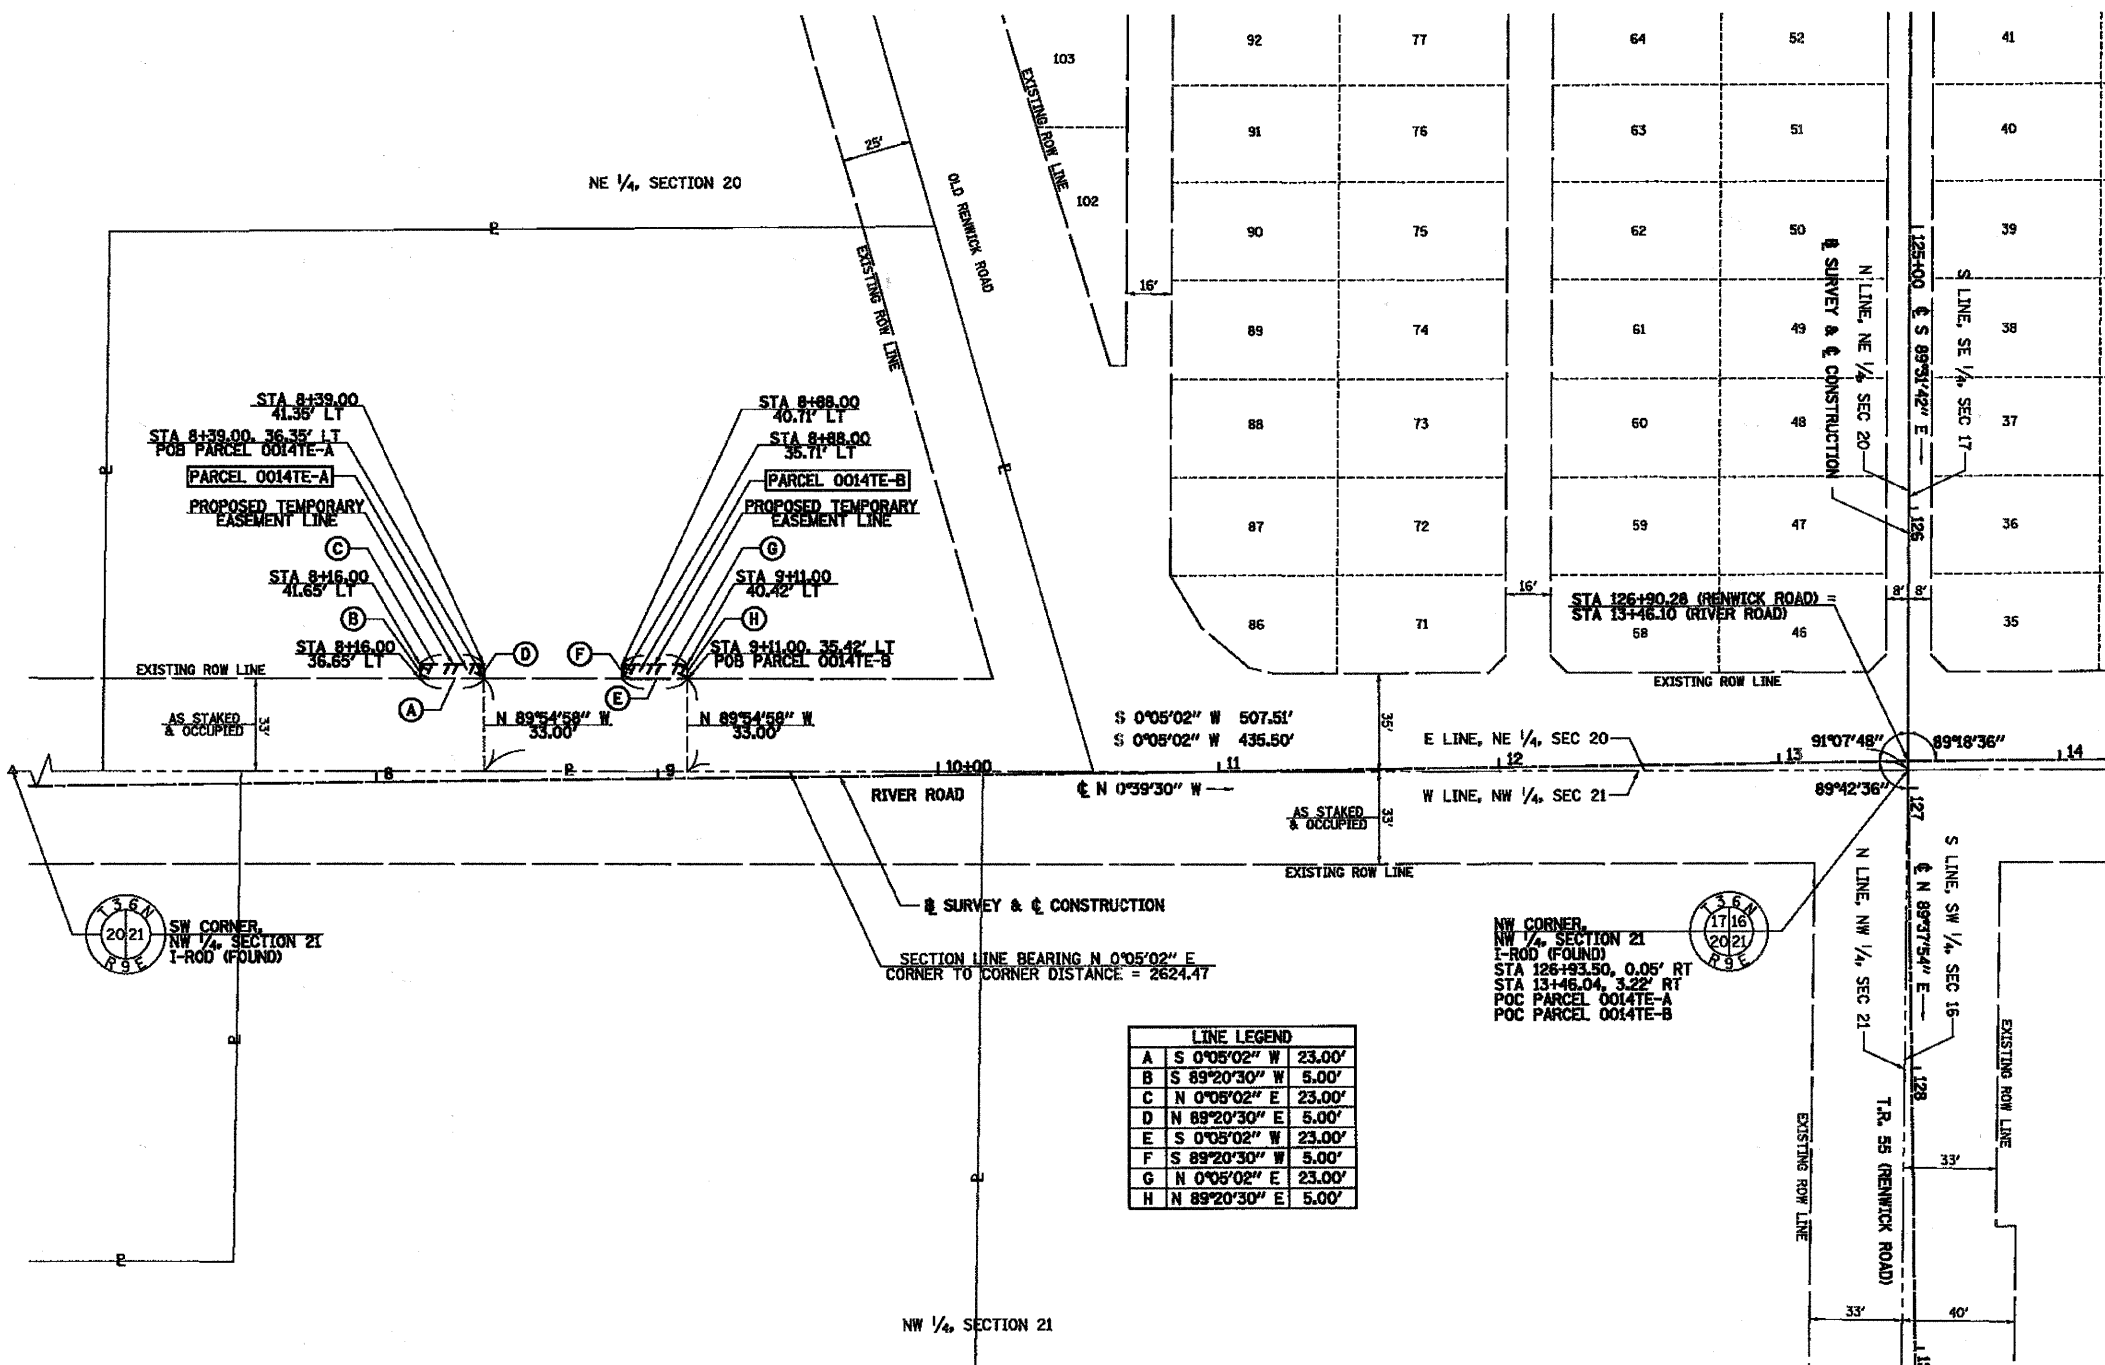 NE 1/4, SECTION 20
25'
EXISTING ROW LINE
OLD RENWICK ROAD
EXISTING ROW LINE
103
102
16'
92
77
64
52
41
91
76
63
51
40
90
75
62
50
39
89
74
61
49
38
88
73
60
48
37
87
72
59
47
36
86
71
58
46
35
16'
8'
8'
125+00
℄ S 89°31'42" E
126
S LINE, SE 1/4, SEC 17
N LINE, NE 1/4, SEC 20
B SURVEY & ℄ CONSTRUCTION
STA 8+39.00
41.35' LT
STA 8+39.00, 36.35' LT
POB PARCEL 0014TE-A
PARCEL 0014TE-A
PROPOSED TEMPORARY
EASEMENT LINE
C
STA 8+16.00
41.65' LT
B
STA 8+16.00
36.65' LT
A
D
STA 8+88.00
40.71' LT
STA 8+88.00
35.71' LT
PARCEL 0014TE-B
PROPOSED TEMPORARY
EASEMENT LINE
G
STA 9+11.00
40.42' LT
H
STA 9+11.00, 35.42' LT
POB PARCEL 0014TE-B
F
E
STA 126+90.28 (RENWICK ROAD) =
STA 13+46.10 (RIVER ROAD)
EXISTING ROW LINE
EXISTING ROW LINE
AS STAKED
& OCCUPIED
33'
N 89°54'58" W
33.00'
N 89°54'58" W
33.00'
S 0°05'02" W 507.51'
S 0°05'02" W 435.50'
35'
E LINE, NE 1/4, SEC 20
W LINE, NW 1/4, SEC 21
91°07'48"
89°18'36"
89°42'36"
8
9
10+00
11
12
13
14
P
RIVER ROAD
℄ N 0°39'30" W
AS STAKED
& OCCUPIED
33'
EXISTING ROW LINE
B SURVEY & ℄ CONSTRUCTION
SECTION LINE BEARING N 0°05'02" E
CORNER TO CORNER DISTANCE = 2624.47
T36N
20 21
R9E
SW CORNER,
NW 1/4, SECTION 21
I-ROD (FOUND)
T36N
17 16
20 21
R9E
NW CORNER,
NW 1/4, SECTION 21
I-ROD (FOUND)
STA 126+93.50, 0.05' RT
STA 13+46.04, 3.22' RT
POC PARCEL 0014TE-A
POC PARCEL 0014TE-B
127
℄ N 89°37'54" E
S LINE, SW 1/4, SEC 16
N LINE, NW 1/4, SEC 21
128
T.R. 55 (RENWICK ROAD)
EXISTING ROW LINE
EXISTING ROW LINE
33'
33'
40'
LINE LEGEND
A S 0°05'02" W 23.00'
B S 89°20'30" W 5.00'
C N 0°05'02" E 23.00'
D N 89°20'30" E 5.00'
E S 0°05'02" W 23.00'
F S 89°20'30" W 5.00'
G N 0°05'02" E 23.00'
H N 89°20'30" E 5.00'
NW 1/4, SECTION 21